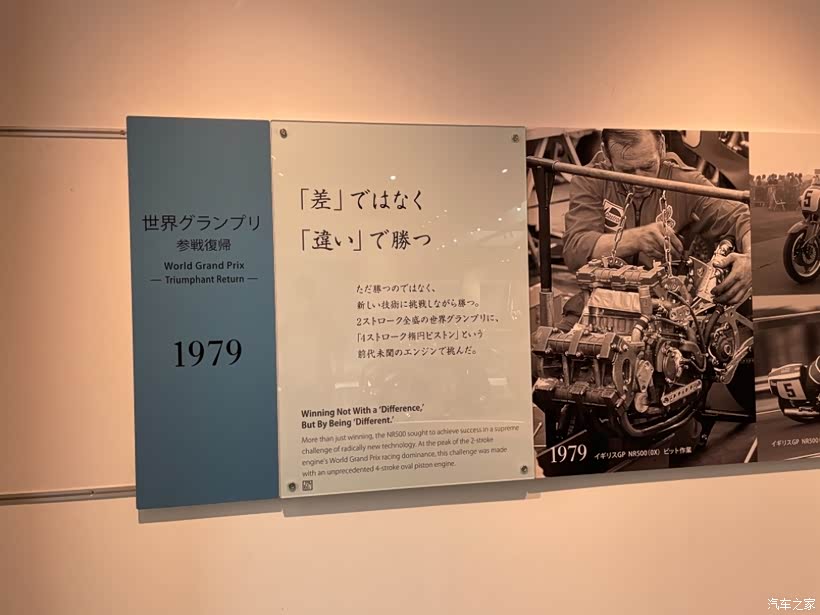 世界グランプリ
参戦復帰
World Grand Prix
— Triumphant Return —
1979
「差」ではなく
「違い」で勝つ
ただ勝つのではなく、
新しい技術に挑戦しながら勝つ。
2ストローク全盛の世界グランプリに、
「4ストローク楕円ピストン」という
前代未聞のエンジンで挑んだ。
Winning Not With a ‘Difference,’
But By Being ‘Different.’
More than just winning, the NR500 sought to achieve success in a supreme
challenge of radically new technology. At the peak of the 2-stroke
engine's World Grand Prix racing dominance, this challenge was made
with an unprecedented 4-stroke oval piston engine.
1979 イギリスGP NR500(0X) ピット作業
5
5
イギリスGP NR500
汽车之家